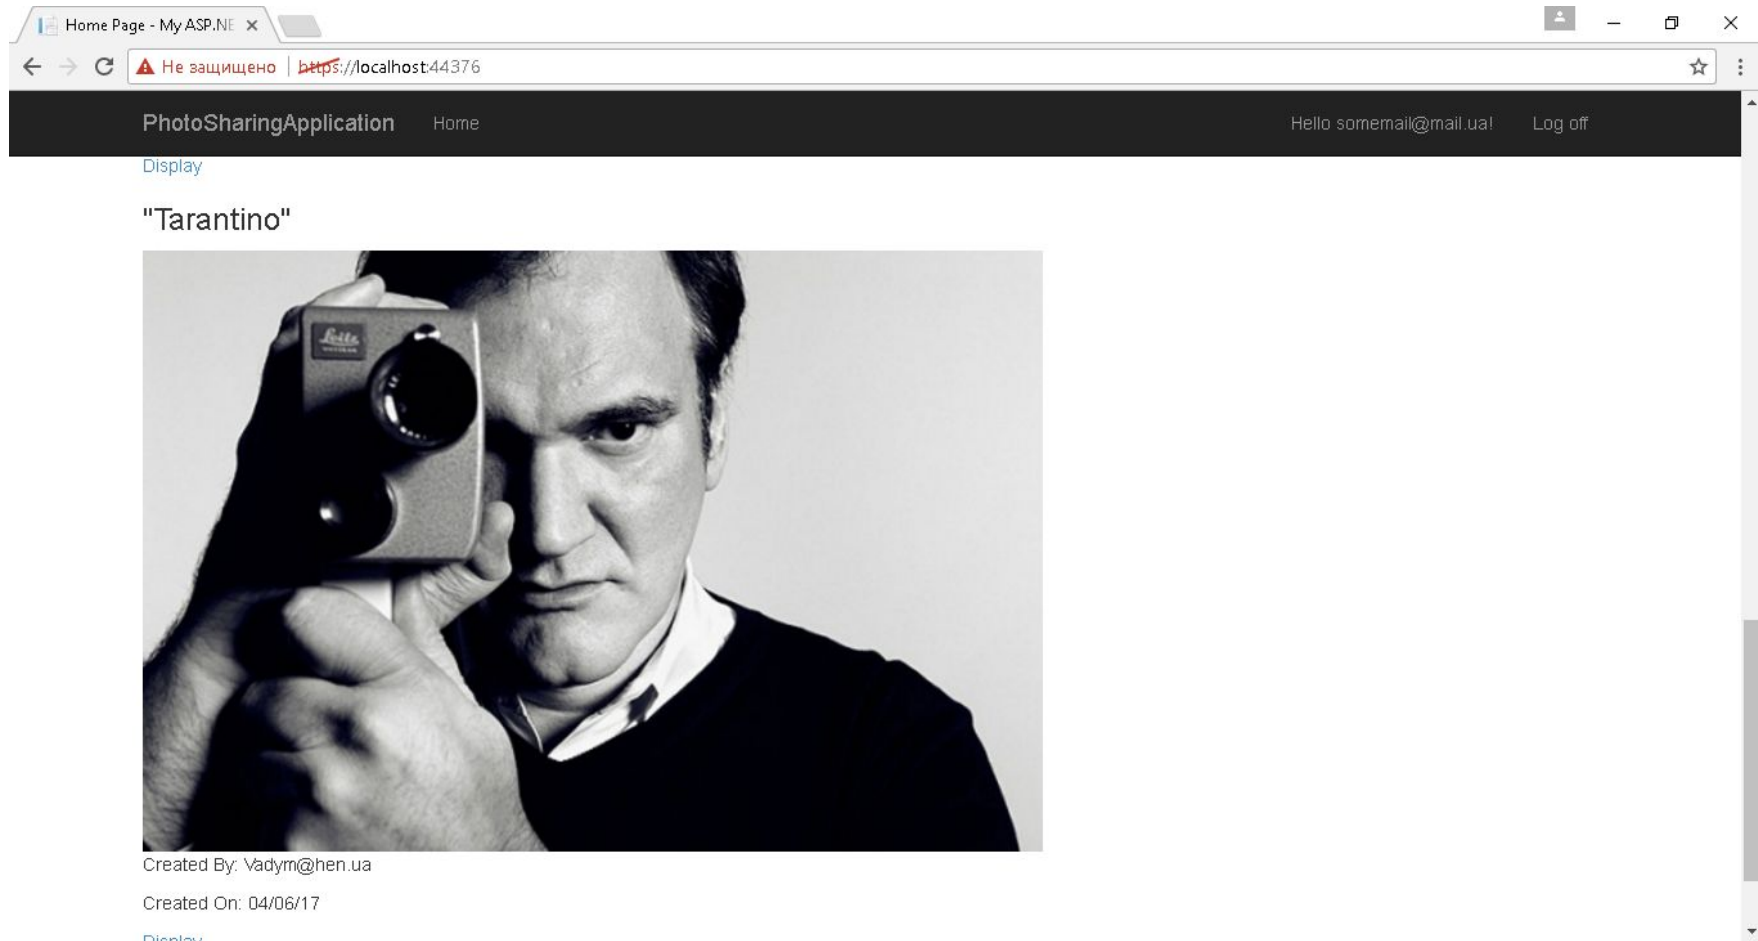 Home Page - My ASP.NE
Не защищено https://localhost:44376
PhotoSharingApplication Home Hello somemail@mail.ua! Log off
Display
"Tarantino"
Leitz
Created By: Vadym@hen.ua
Created On: 04/06/17
Display